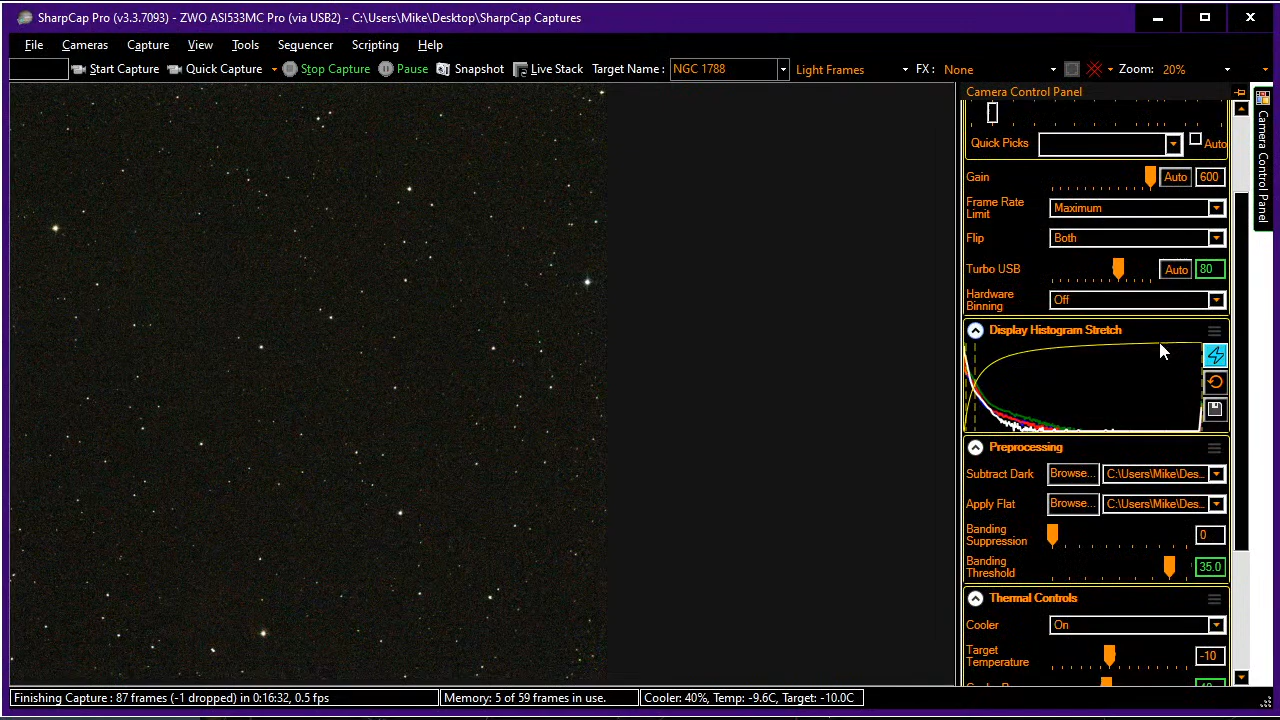 SharpCap Pro (v3.3.7093) - ZWO ASI533MC Pro (via USB2) - C:\Users\Mike\Desktop\SharpCap Captures
File Cameras Capture View Tools Sequencer Scripting Help
Start Capture Quick Capture Stop Capture Pause Snapshot Live Stack Target Name: NGC 1788 Light Frames FX: None Zoom: 20%
Camera Control Panel
Camera Control Panel
Quick Picks Auto
Gain Auto 600
Frame Rate
Limit
Maximum
Flip Both
Turbo USB Auto 80
Hardware
Binning
Off
Display Histogram Stretch
Preprocessing
Subtract Dark Browse... C:\Users\Mike\Des...
Apply Flat Browse... C:\Users\Mike\Des...
Banding
Suppression
0
Banding
Threshold
35.0
Thermal Controls
Cooler On
Target
Temperature
-10
Finishing Capture : 87 frames (-1 dropped) in 0:16:32, 0.5 fps Memory: 5 of 59 frames in use. Cooler: 40%, Temp: -9.6C, Target: -10.0C